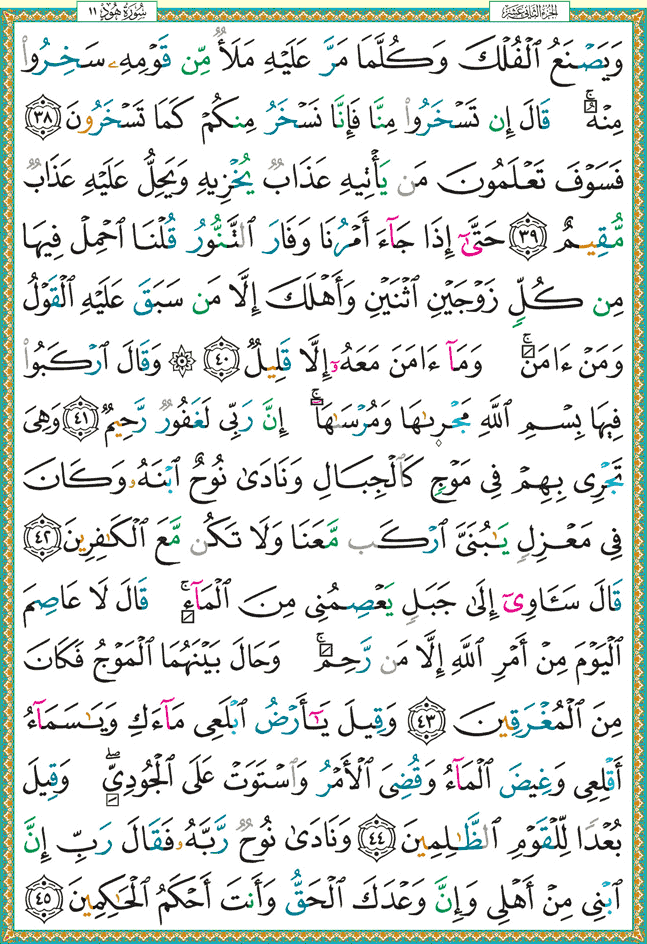 الجزء الثاني عشر
سُورَةُ هُودٍ ١١
وَيَصْنَعُ ٱلْفُلْكَ وَكُلَّمَا مَرَّ عَلَيْهِ مَلَأٌ مِّن قَوْمِهِۦ سَخِرُوا۟
مِنْهُ ۚ قَالَ إِن تَسْخَرُوا۟ مِنَّا فَإِنَّا نَسْخَرُ مِنكُمْ كَمَا تَسْخَرُونَ ٣٨
فَسَوْفَ تَعْلَمُونَ مَن يَأْتِيهِ عَذَابٌ يُخْزِيهِ وَيَحِلُّ عَلَيْهِ عَذَابٌ
مُّقِيمٌ ٣٩ حَتَّىٰٓ إِذَا جَآءَ أَمْرُنَا وَفَارَ ٱلتَّنُّورُ قُلْنَا ٱحْمِلْ فِيهَا
مِن كُلٍّ زَوْجَيْنِ ٱثْنَيْنِ وَأَهْلَكَ إِلَّا مَن سَبَقَ عَلَيْهِ ٱلْقَوْلُ
وَمَنْ ءَامَنَ ۚ وَمَآ ءَامَنَ مَعَهُۥٓ إِلَّا قَلِيلٌ ٤٠ ۞ وَقَالَ ٱرْكَبُوا۟
فِيهَا بِسْمِ ٱللَّهِ مَجْر۪ىٰهَا وَمُرْسَىٰهَآ ۚ إِنَّ رَبِّى لَغَفُورٌ رَّحِيمٌ ٤١ وَهِىَ
تَجْرِى بِهِمْ فِى مَوْجٍ كَٱلْجِبَالِ وَنَادَىٰ نُوحٌ ٱبْنَهُۥ وَكَانَ
فِى مَعْزِلٍ يَـٰبُنَىَّ ٱرْكَب مَّعَنَا وَلَا تَكُن مَّعَ ٱلْكَـٰفِرِينَ ٤٢
قَالَ سَـَٔاوِىٓ إِلَىٰ جَبَلٍ يَعْصِمُنِى مِنَ ٱلْمَآءِ ۚ قَالَ لَا عَاصِمَ
ٱلْيَوْمَ مِنْ أَمْرِ ٱللَّهِ إِلَّا مَن رَّحِمَ ۚ وَحَالَ بَيْنَهُمَا ٱلْمَوْجُ فَكَانَ
مِنَ ٱلْمُغْرَقِينَ ٤٣ وَقِيلَ يَـٰٓأَرْضُ ٱبْلَعِى مَآءَكِ وَيَـٰسَمَآءُ
أَقْلِعِى وَغِيضَ ٱلْمَآءُ وَقُضِىَ ٱلْأَمْرُ وَٱسْتَوَتْ عَلَى ٱلْجُودِىِّ ۖ وَقِيلَ
بُعْدًا لِّلْقَوْمِ ٱلظَّـٰلِمِينَ ٤٤ وَنَادَىٰ نُوحٌ رَّبَّهُۥ فَقَالَ رَبِّ إِنَّ
ٱبْنِى مِنْ أَهْلِى وَإِنَّ وَعْدَكَ ٱلْحَقُّ وَأَنتَ أَحْكَمُ ٱلْحَـٰكِمِينَ ٤٥